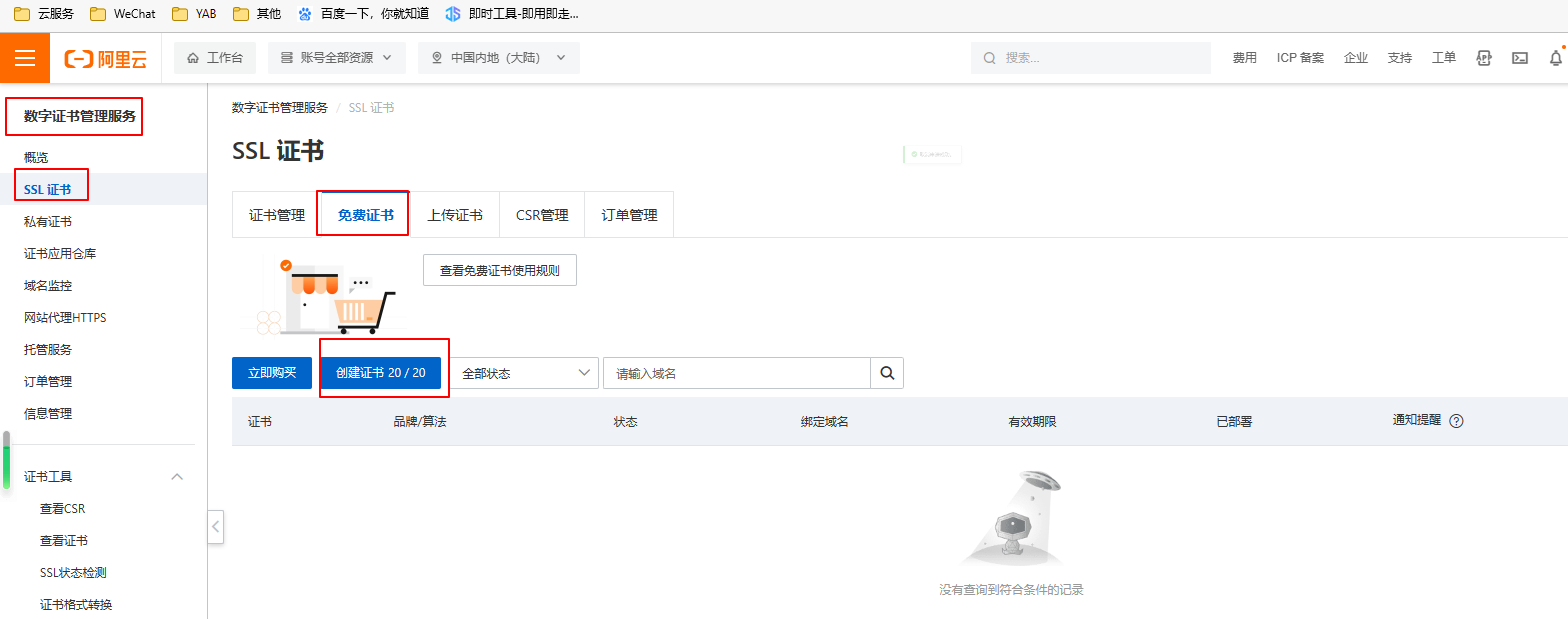 云服务 WeChat YAB 其他 百度一下，你就知道 即时工具-即用即走...
阿里云 工作台 账号全部资源 中国内地（大陆） 搜索... 费用 ICP 备案 企业 支持 工单
数字证书管理服务
概览
SSL 证书
私有证书
证书应用仓库
域名监控
网站代理HTTPS
托管服务
订单管理
信息管理
证书工具
查看CSR
查看证书
SSL状态检测
证书格式转换
数字证书管理服务 / SSL 证书
SSL 证书
证书管理 免费证书 上传证书 CSR管理 订单管理
查看免费证书使用规则
立即购买 创建证书 20 / 20 全部状态 请输入域名
证书 品牌/算法 状态 绑定域名 有效期限 已部署 通知提醒
没有查询到符合条件的记录